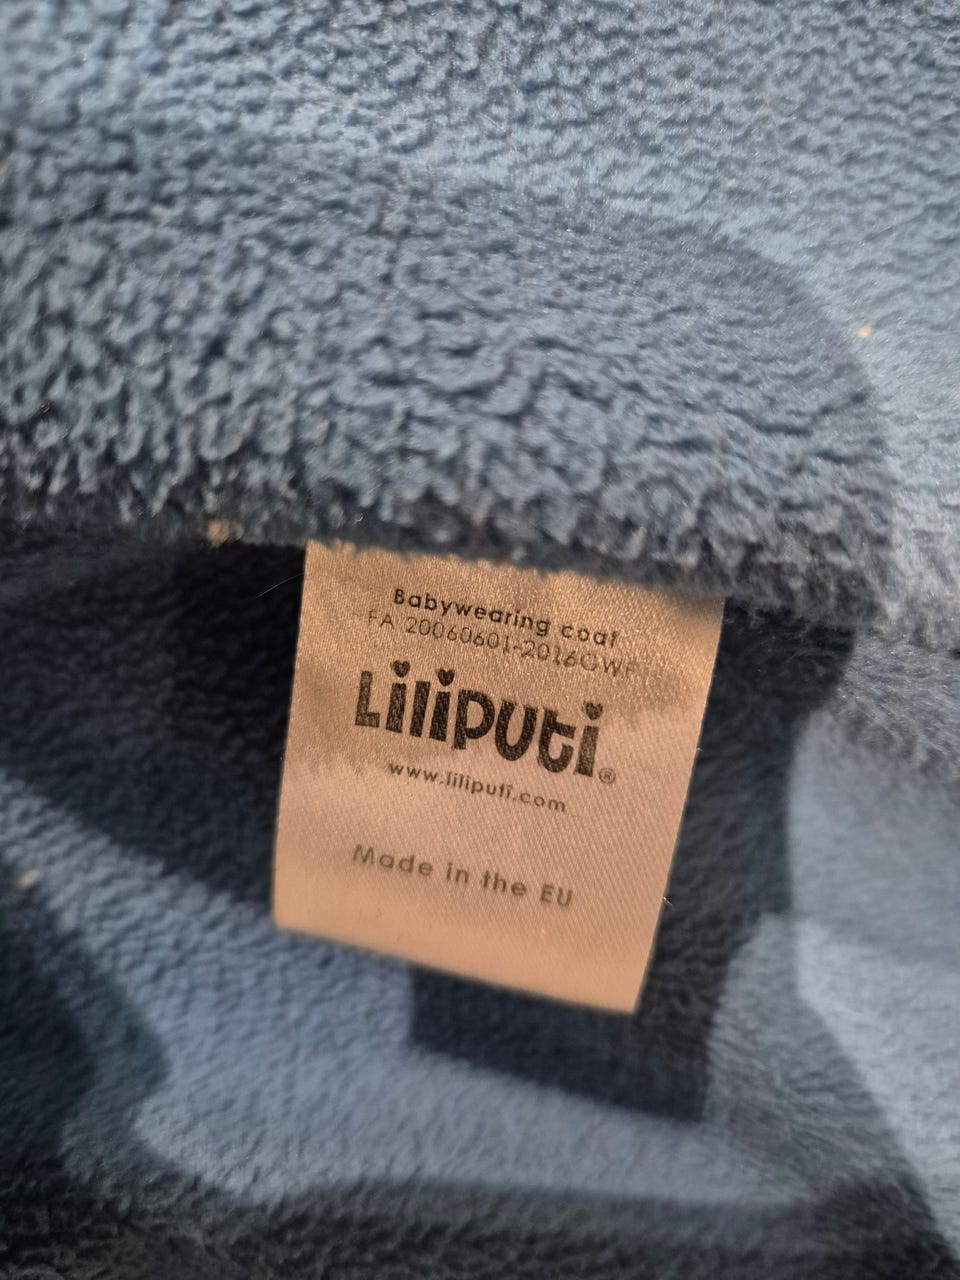 Babywearing coat
FA 20060601-2016GWF
Liliputi®
www.liliputi.com
Made in the EU